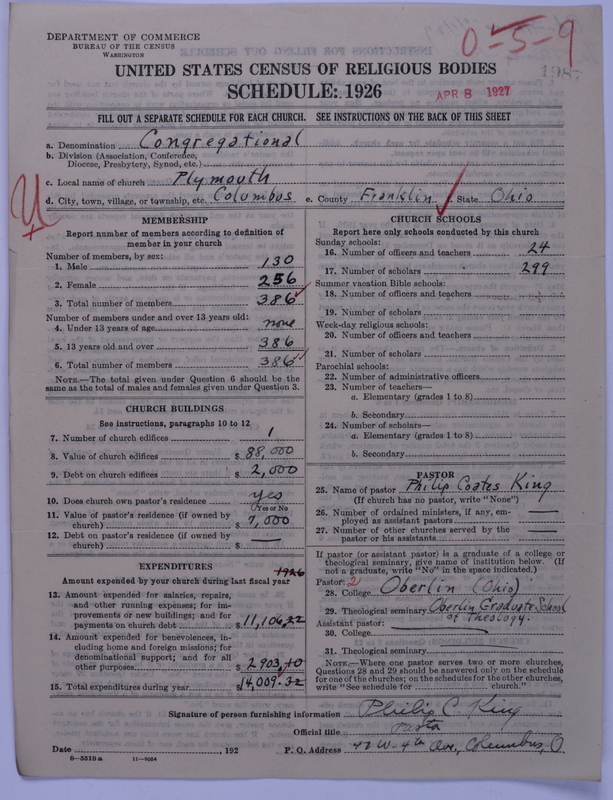 DEPARTMENT OF COMMERCE
BUREAU OF THE CENSUS
WASHINGTON
0-5-9
UNITED STATES CENSUS OF RELIGIOUS BODIES
SCHEDULE: 1926
APR 8 1927
FILL OUT A SEPARATE SCHEDULE FOR EACH CHURCH. SEE INSTRUCTIONS ON THE BACK OF THIS SHEET
a. Denomination Congregational
b. Division (Association, Conference, Diocese, Presbytery, Synod, etc.)
c. Local name of church Plymouth
d. City, town, village, or township, etc. Columbus e. County Franklin f. State Ohio
MEMBERSHIP
Report number of members according to definition of member in your church
Number of members, by sex:
1. Male 130
2. Female 256
3. Total number of members 386
Number of members under and over 13 years old:
4. Under 13 years of age none
5. 13 years old and over 386
6. Total number of members 386
NOTE.—The total given under Question 6 should be the same as the total of males and females given under Question 3.
CHURCH BUILDINGS
See instructions, paragraphs 10 to 12
7. Number of church edifices 1
8. Value of church edifices $ 88,000
9. Debt on church edifices $ 2,000
10. Does church own pastor's residence yes
(Yes or No)
11. Value of pastor's residence (if owned by church) $ 7,000
12. Debt on pastor's residence (if owned by church) $ —
EXPENDITURES
1926
Amount expended by your church during last fiscal year
13. Amount expended for salaries, repairs, and other running expenses; for improvements or new buildings; and for payments on church debt $ 11,106.22
14. Amount expended for benevolences, including home and foreign missions; for denominational support; and for all other purposes $ 2903.10
15. Total expenditures during year $ 14,009.32
CHURCH SCHOOLS
Report here only schools conducted by this church
Sunday schools:
16. Number of officers and teachers 24
17. Number of scholars 299
Summer vacation Bible schools:
18. Number of officers and teachers
19. Number of scholars
Week-day religious schools:
20. Number of officers and teachers
21. Number of scholars
Parochial schools:
22. Number of administrative officers
23. Number of teachers—
a. Elementary (grades 1 to 8)
b. Secondary
24. Number of scholars—
a. Elementary (grades 1 to 8)
b. Secondary
PASTOR
25. Name of pastor Philip Coates King
(If church has no pastor, write "None")
26. Number of ordained ministers, if any, employed as assistant pastors —
27. Number of other churches served by the pastor or his assistants —
If pastor (or assistant pastor) is a graduate of a college or theological seminary, give name of institution below. (If not a graduate, write "No" in the space indicated.)
Pastor: 2
28. College Oberlin (Ohio)
29. Theological seminary Oberlin Graduate School of Theology.
Assistant pastor:
30. College
31. Theological seminary
NOTE.—Where one pastor serves two or more churches, Questions 28 and 29 should be answered only on the schedule for one of the churches; on the schedules for the other churches, write "See schedule for church."
Signature of person furnishing information Philip C. King
Official title Pastor
Date , 192 P. O. Address 42 W-4th Ave, Columbus, O
8-5518a 11-9054